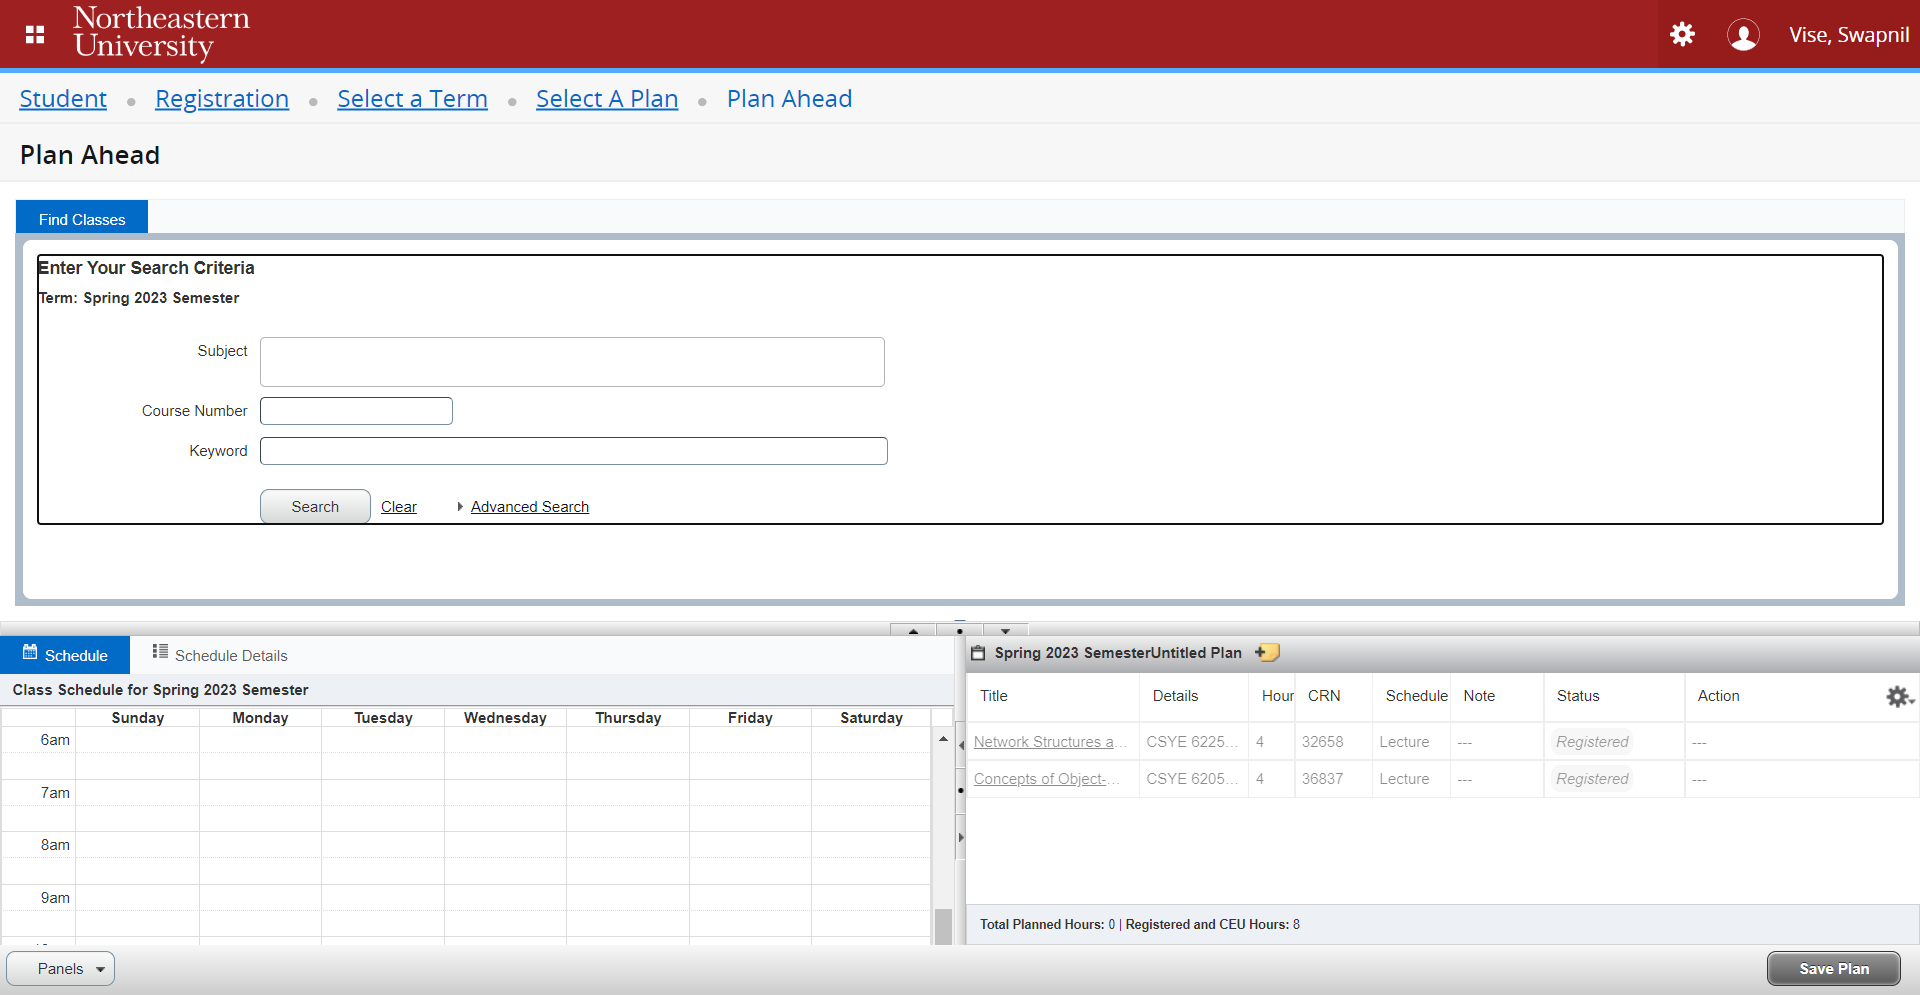 Northeastern
University
Vise, Swapnil
Student • Registration • Select a Term • Select A Plan • Plan Ahead
Plan Ahead
Find Classes
Enter Your Search Criteria
Term: Spring 2023 Semester
Subject
Course Number
Keyword
Search Clear Advanced Search
Schedule Schedule Details
Class Schedule for Spring 2023 Semester
Sunday Monday Tuesday Wednesday Thursday Friday Saturday
6am
7am
8am
9am
Spring 2023 SemesterUntitled Plan
Title Details Hour CRN Schedule Note Status Action
Network Structures a... CSYE 6225... 4 32658 Lecture --- Registered ---
Concepts of Object-... CSYE 6205... 4 36837 Lecture --- Registered ---
Total Planned Hours: 0 | Registered and CEU Hours: 8
Panels
Save Plan